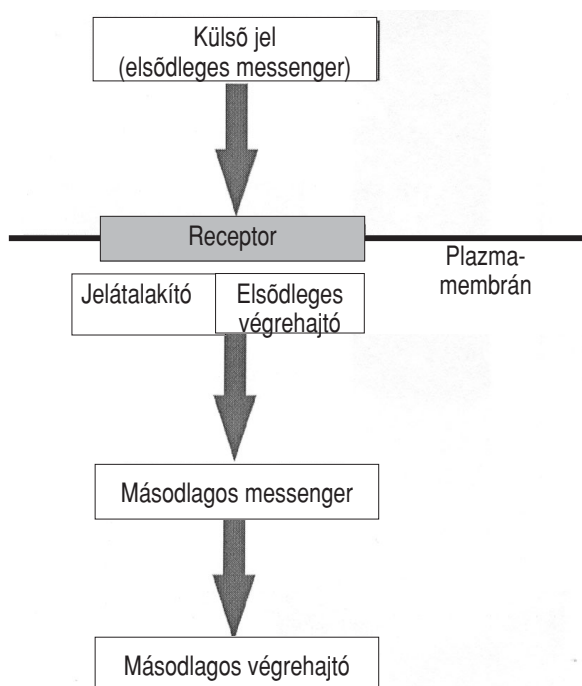 Külső jel
(elsődleges messenger)
Receptor
Plazma-
membrán
Jelátalakító
Elsődleges
végrehajtó
Másodlagos messenger
Másodlagos végrehajtó